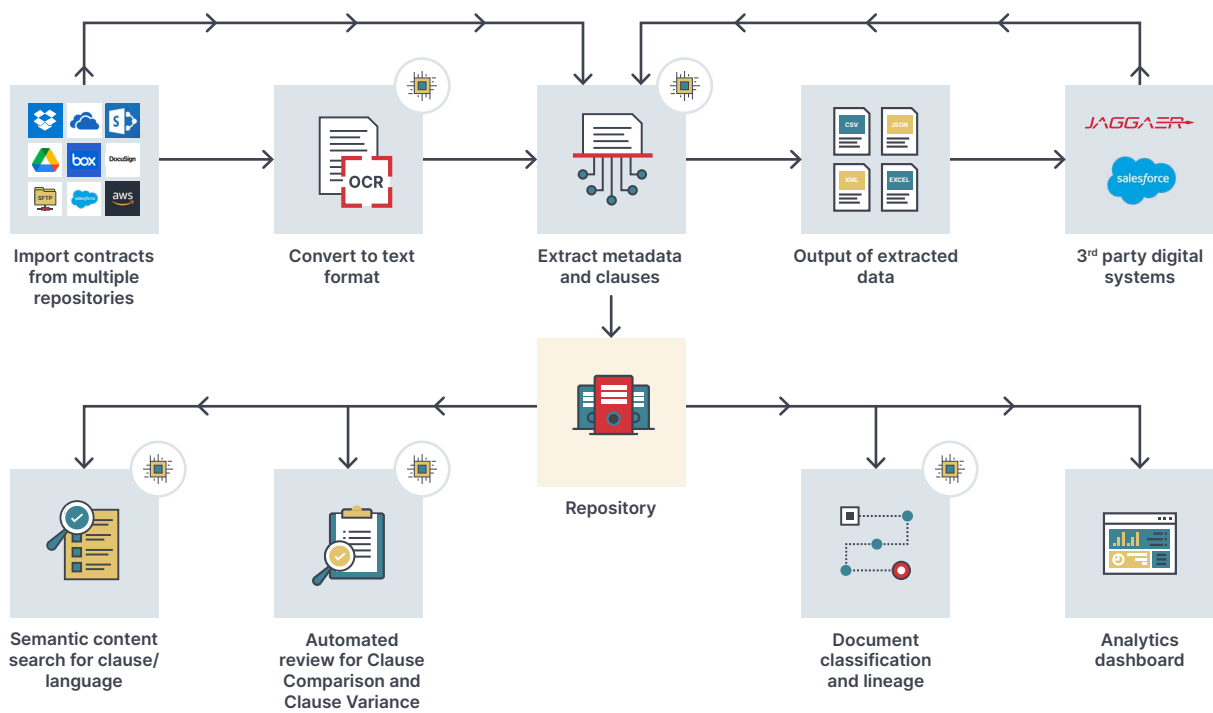 box
DocuSign
SFTP
salesforce
aws
OCR
CSV
JSON
XML
EXCEL
JAGGAER
salesforce
Import contracts
from multiple
repositories
Convert to text
format
Extract metadata
and clauses
Output of extracted
data
3rd party digital
systems
Repository
Semantic content
search for clause/
language
Automated
review for Clause
Comparison and
Clause Variance
Document
classification
and lineage
Analytics
dashboard